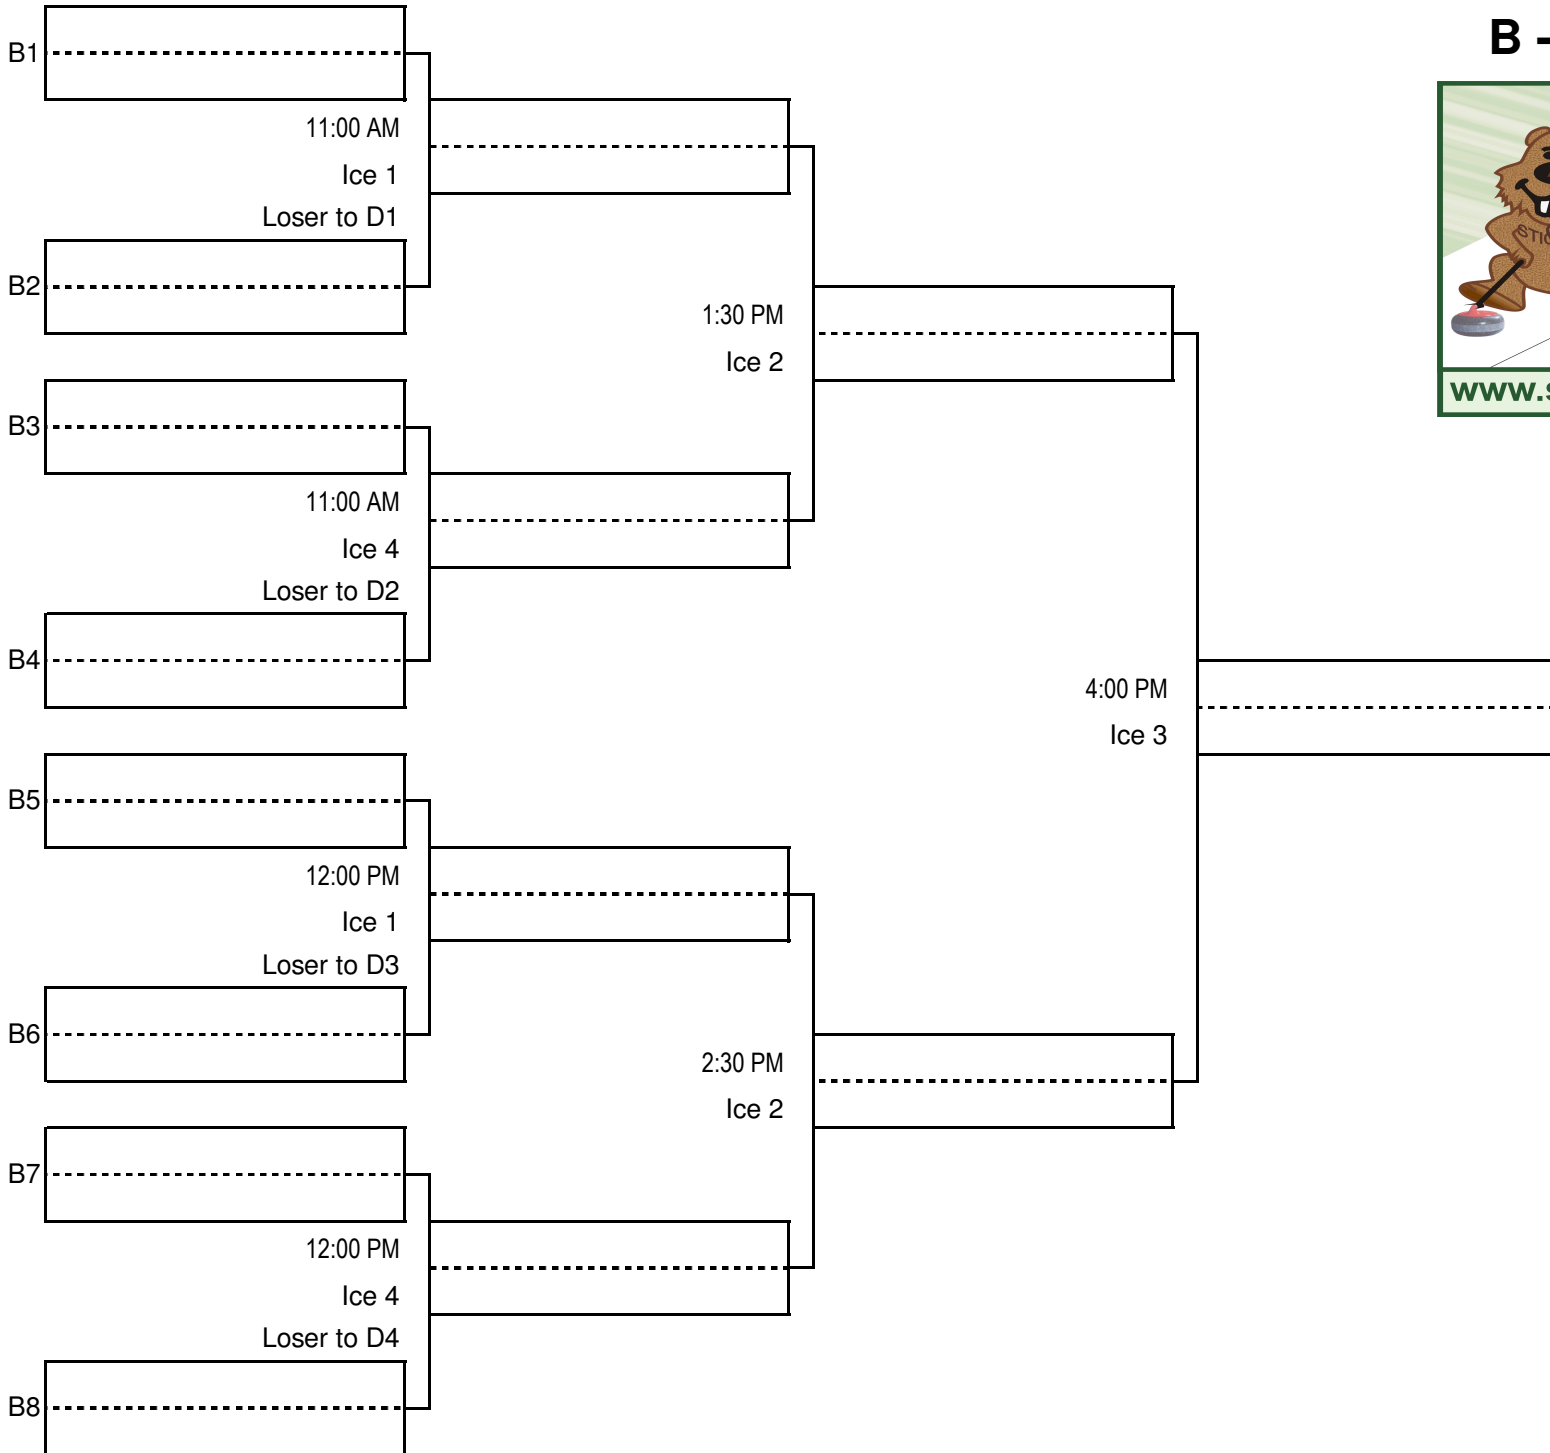 B -
B1
11:00 AM
Ice 1
Loser to D1
B2
1:30 PM
Ice 2
www.s
B3
11:00 AM
Ice 4
Loser to D2
B4
4:00 PM
Ice 3
B5
12:00 PM
Ice 1
Loser to D3
B6
2:30 PM
Ice 2
B7
12:00 PM
Ice 4
Loser to D4
B8